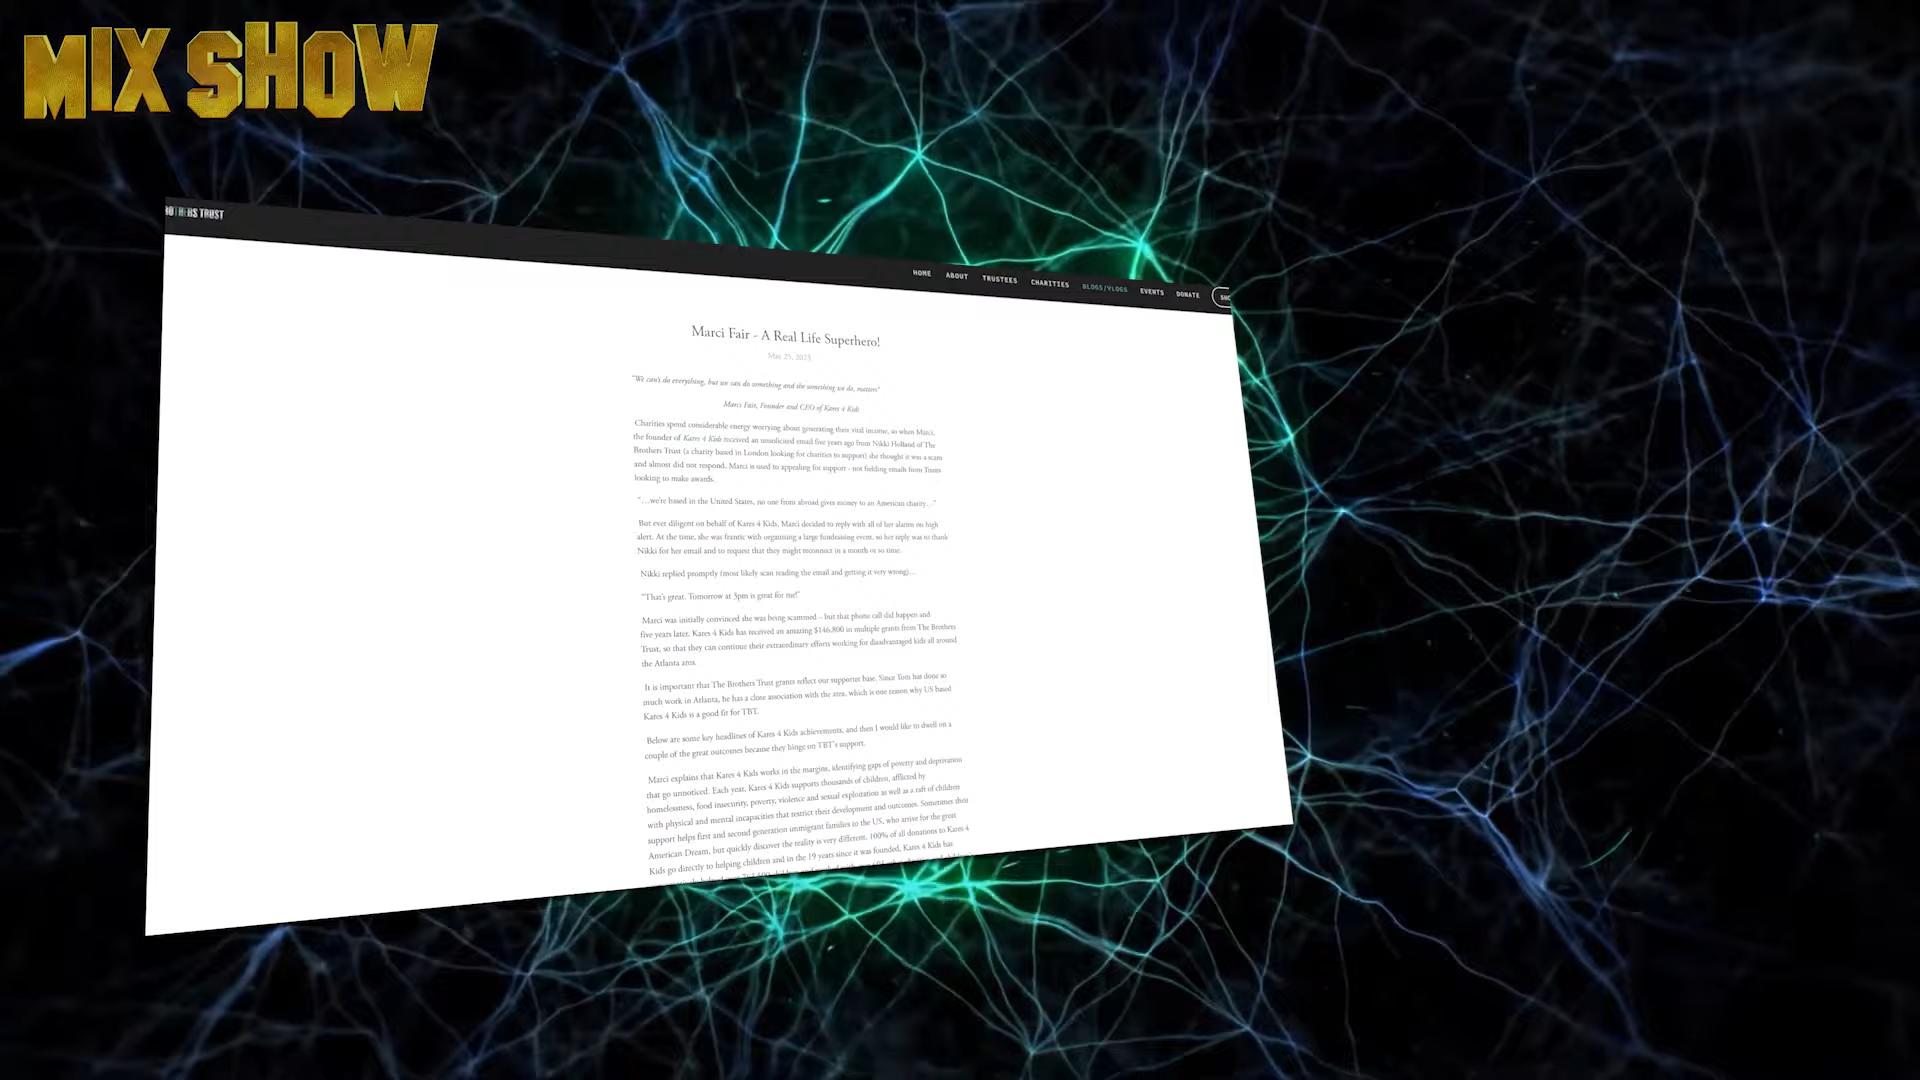 MIX SHOW
ROTHERS TRUST
HOME ABOUT TRUSTEES CHARITIES BLOGS/VLOGS EVENTS DONATE
Marci Fair - A Real Life Superhero!
May 25, 2023
"We can't do everything, but we can do something and the something we do, matters"
Marci Fair, Founder and CEO of Kares 4 Kids
Charities spend considerable energy worrying about generating their vital income, so when Marci,
the founder of Kares 4 Kids received an unsolicited email five years ago from Nikki Holland of The
Brothers Trust (a charity based in London looking for charities to support) she thought it was a scam
and almost did not respond. Marci is used to appealing for support - not fielding emails from Trusts
looking to make awards.
"…we're based in the United States, no one from abroad gives money to an American charity…"
But ever diligent on behalf of Kares 4 Kids, Marci decided to reply with all of her alarms on high
alert. At the time, she was frantic with organising a large fundraising event, so her reply was to thank
Nikki for her email and to request that they might reconnect in a month or so time.
Nikki replied promptly (most likely scan reading the email and getting it very wrong)…
"That's great. Tomorrow at 3pm is great for me!"
Marci was initially convinced she was being scammed – but that phone call did happen and
five years later, Kares 4 Kids has received an amazing $146,800 in multiple grants from The Brothers
Trust, so that they can continue their extraordinary efforts working for disadvantaged kids all around
the Atlanta area.
It is important that The Brothers Trust grants reflect our supporter base. Since Tom has done so
much work in Atlanta, he has a close association with the area, which is one reason why US based
Kares 4 Kids is a good fit for TBT.
Below are some key headlines of Kares 4 Kids achievements, and then I would like to dwell on a
couple of the great outcomes because they hinge on TBT's support.
Marci explains that Kares 4 Kids works in the margins, identifying gaps of poverty and deprivation
that go unnoticed. Each year, Kares 4 Kids supports thousands of children, afflicted by
homelessness, food insecurity, poverty, violence and sexual exploitation as well as a raft of children
with physical and mental incapacities that restrict their development and outcomes. Sometimes their
support helps first and second generation immigrant families to the US, who arrive for the great
American Dream, but quickly discover the reality is very different. 100% of all donations to Kares 4
Kids go directly to helping children and in the 19 years since it was founded, Kares 4 Kids has